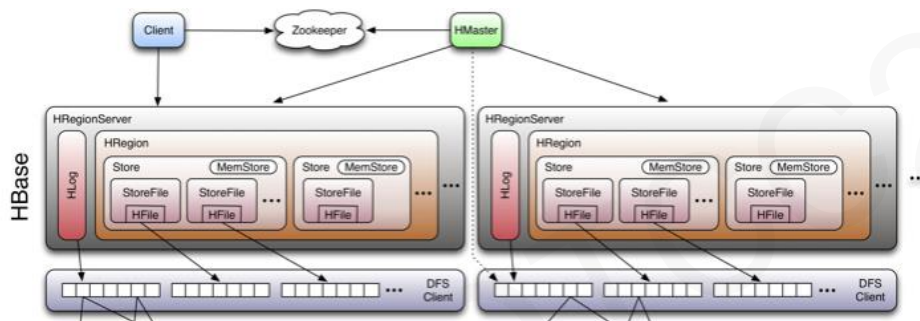 Client
Zookeeper
HMaster
HBase
HRegionServer
HLog
HRegion
Store
MemStore
StoreFile
HFile
StoreFile
HFile
...
Store
MemStore
StoreFile
HFile
...
...
HRegionServer
HLog
HRegion
Store
MemStore
StoreFile
HFile
StoreFile
HFile
...
Store
MemStore
StoreFile
HFile
...
...
...
...
DFS
Client
...
DFS
Client